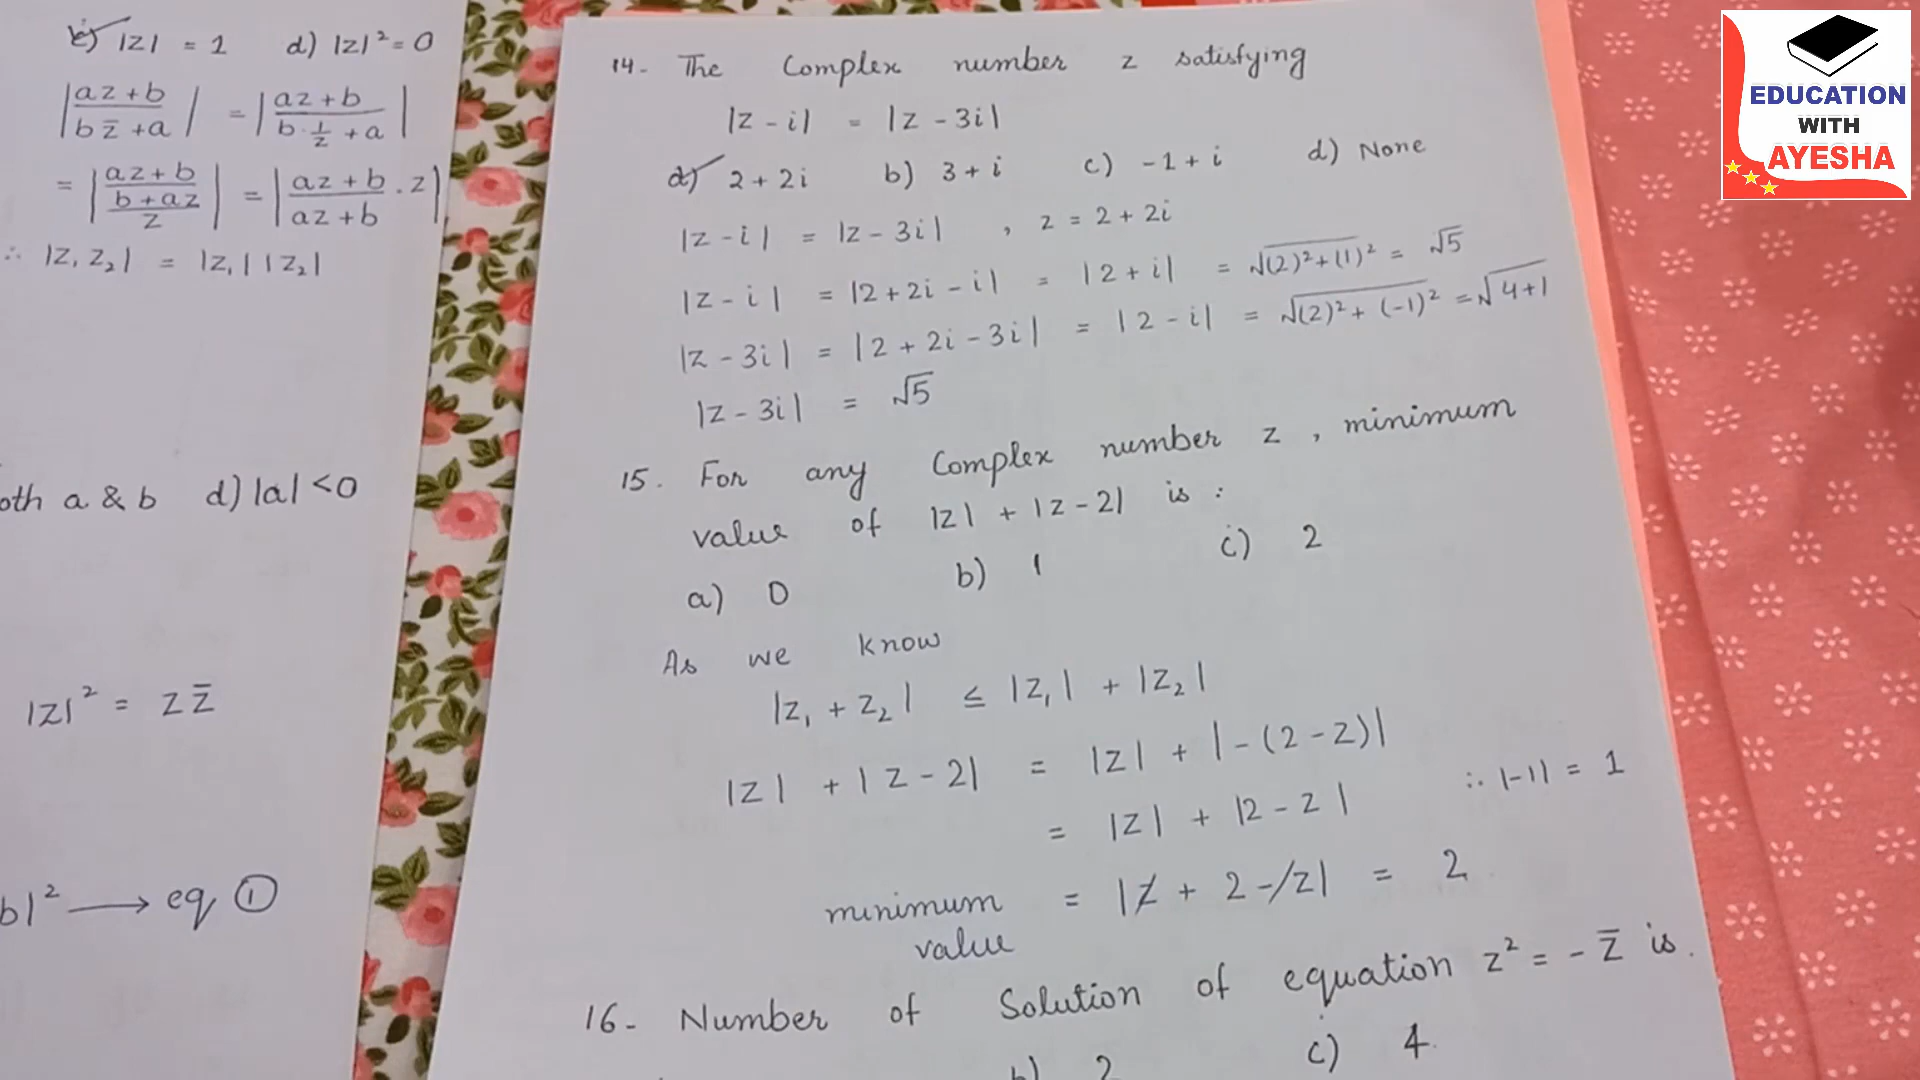 c) |z| = 1 d) |z|² = 0
|az + b / b z̅ + a| = |az + b / b · 1/z + a|
= |az + b / (b + az / z)| = |az + b / az + b · z|
∴ |z₁ z₂| = |z₁| |z₂|
oth a & b d) |a| < 0
|z|² = z z̅
b|² ⟶ eq ①
14- The Complex number z satisfying
|z - i| = |z - 3i|
a) 2 + 2i b) 3 + i c) -1 + i d) None
|z - i| = |z - 3i| , z = 2 + 2i
|z - i| = |2 + 2i - i| = |2 + i| = √(2)² + (1)² = √5
|z - 3i| = |2 + 2i - 3i| = |2 - i| = √(2)² + (-1)² = √4+1
|z - 3i| = √5
15. For any Complex number z , minimum
value of |z| + |z - 2| is :
a) 0 b) 1 c) 2
As we know
|z₁ + z₂| ≤ |z₁| + |z₂|
|z| + |z - 2| = |z| + |-(2 - z)|
= |z| + |2 - z| ∴ |-1| = 1
minimum value = |z + 2 - z| = 2
16- Number of Solution of equation z² = - z̅ is.
b) 2 c) 4
EDUCATION
WITH
AYESHA